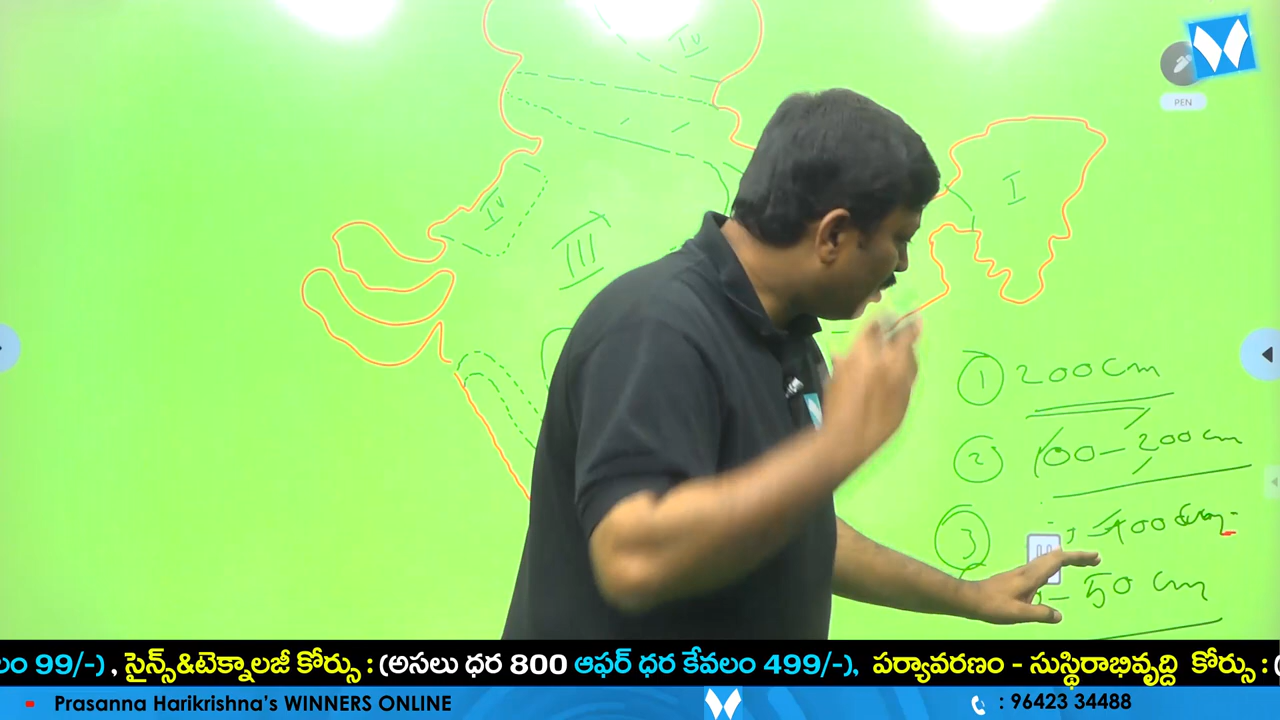 IV
PEN
I
IV
III
① 200 cm
② 100 – 200 cm
③
50 cm
లం 99/-) , సైన్స్&టెక్నాలజీ కోర్సు : (అసలు ధర 800 ఆఫర్ ధర కేవలం 499/-), పర్యావరణం - సుస్థిరాభివృద్ది కోర్సు : (
Prasanna Harikrishna's WINNERS ONLINE
: 96423 34488